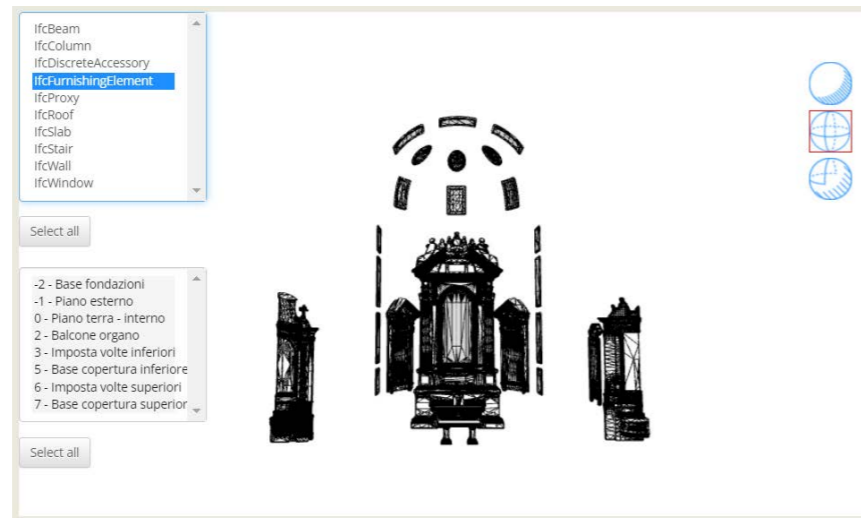 IfcBeam
IfcColumn
IfcDiscreteAccessory
IfcFurnishingElement
IfcProxy
IfcRoof
IfcSlab
IfcStair
IfcWall
IfcWindow
Select all
-2 - Base fondazioni
-1 - Piano esterno
0 - Piano terra - interno
2 - Balcone organo
3 - Imposta volte inferiori
5 - Base copertura inferiore
6 - Imposta volte superiori
7 - Base copertura superior
Select all